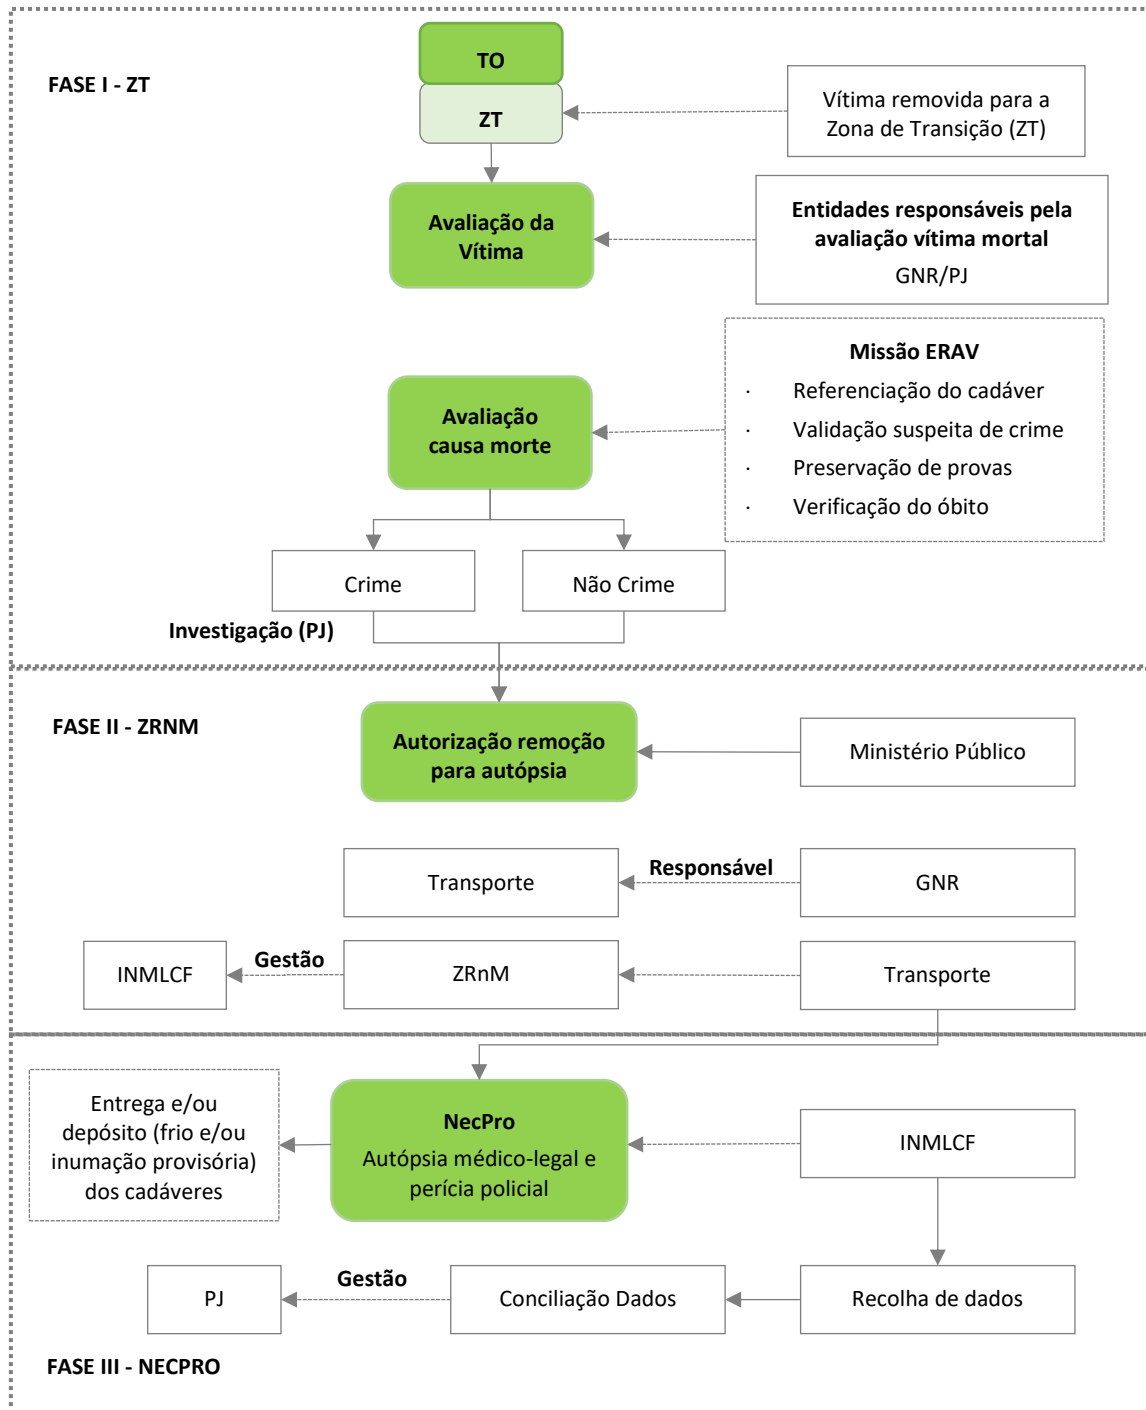 FASE I - ZT
TO
ZT
Vítima removida para a
Zona de Transição (ZT)
Avaliação da
Vítima
Entidades responsáveis pela
avaliação vítima mortal
GNR/PJ
Avaliação
causa morte
Missão ERAV
· Referenciação do cadáver
· Validação suspeita de crime
· Preservação de provas
· Verificação do óbito
Crime
Não Crime
Investigação (PJ)
FASE II - ZRNM
Autorização remoção
para autópsia
Ministério Público
Transporte
Responsável
GNR
INMLCF
Gestão
ZRnM
Transporte
Entrega e/ou
depósito (frio e/ou
inumação provisória)
dos cadáveres
NecPro
Autópsia médico-legal e
perícia policial
INMLCF
PJ
Gestão
Conciliação Dados
Recolha de dados
FASE III - NECPRO